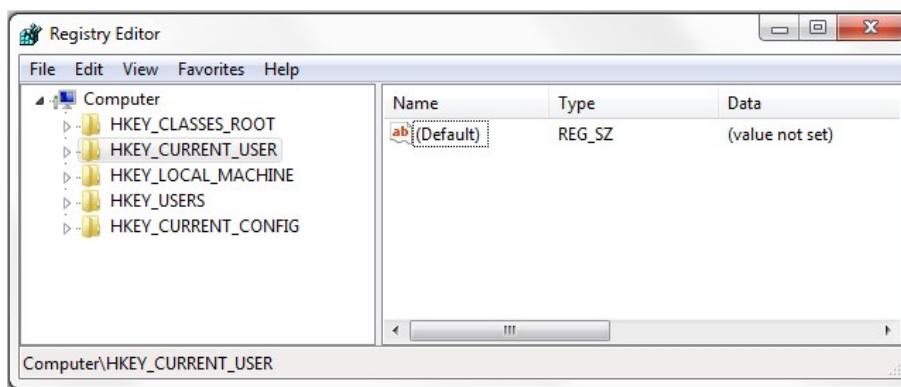 Registry Editor
File Edit View Favorites Help
Computer
HKEY_CLASSES_ROOT
HKEY_CURRENT_USER
HKEY_LOCAL_MACHINE
HKEY_USERS
HKEY_CURRENT_CONFIG
Name Type Data
ab (Default) REG_SZ (value not set)
Computer\HKEY_CURRENT_USER